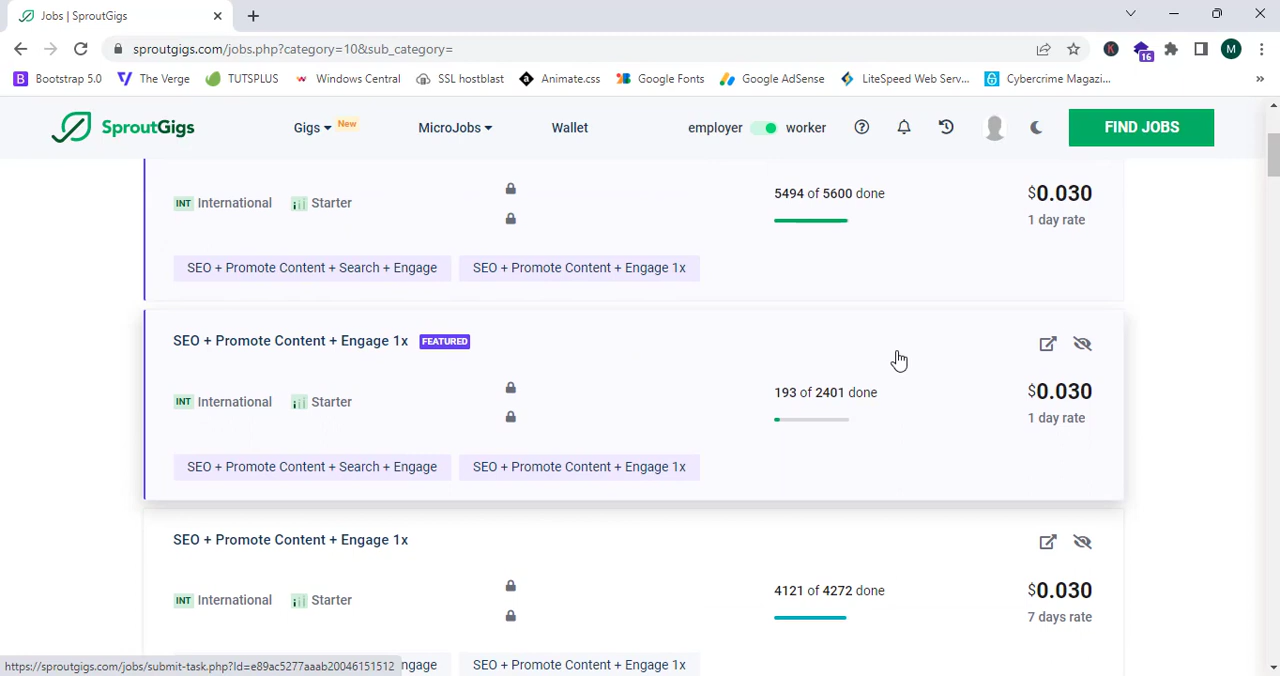 Jobs | SproutGigs
sproutgigs.com/jobs.php?category=10&sub_category=
K
16
M
B Bootstrap 5.0 The Verge TUTSPLUS Windows Central SSL hostblast Animate.css Google Fonts Google AdSense LiteSpeed Web Serv... Cybercrime Magazi... »
SproutGigs Gigs New MicroJobs Wallet employer worker FIND JOBS
5494 of 5600 done $0.030
INT International Starter 1 day rate
SEO + Promote Content + Search + Engage SEO + Promote Content + Engage 1x
SEO + Promote Content + Engage 1x FEATURED
193 of 2401 done $0.030
INT International Starter 1 day rate
SEO + Promote Content + Search + Engage SEO + Promote Content + Engage 1x
SEO + Promote Content + Engage 1x
4121 of 4272 done $0.030
INT International Starter 7 days rate
https://sproutgigs.com/jobs/submit-task.php?Id=e89ac5277aaab20046151512 ngage SEO + Promote Content + Engage 1x